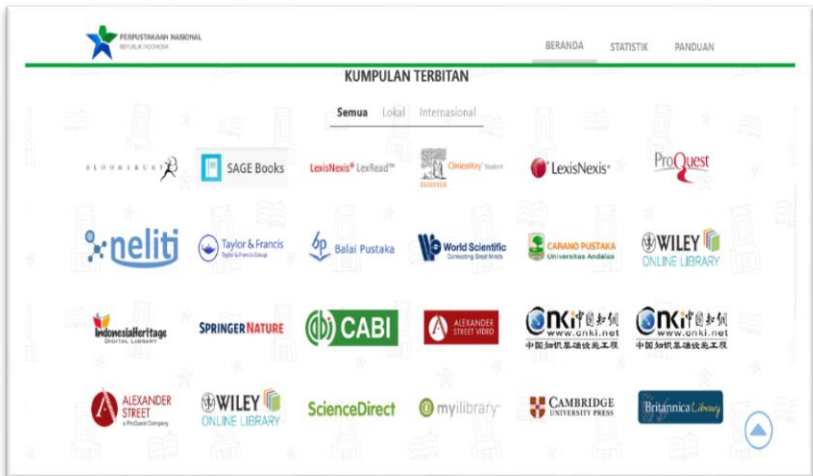 PERPUSTAKAAN NASIONAL
REPUBLIK INDONESIA
BERANDA STATISTIK PANDUAN
KUMPULAN TERBITAN
Semua Lokal Internasional
BLOOMSBURY
SAGE Books
LexisNexis® LexRead™
ClinicalKey® Student
ELSEVIER
LexisNexis®
ProQuest
neliti
Taylor & Francis
Taylor & Francis Group
bp Balai Pustaka
World Scientific
Connecting Great Minds
CARANO PUSTAKA
Universitas Andalas
WILEY
ONLINE LIBRARY
IndonesiaHeritage
DIGITAL LIBRARY
SPRINGER NATURE
CABI
ALEXANDER
STREET VIDEO
CNKI中国知网
www.cnki.net
中国知识基础设施工程
CNKI中国知网
www.cnki.net
中国知识基础设施工程
ALEXANDER
STREET
a ProQuest Company
WILEY
ONLINE LIBRARY
ScienceDirect
myilibrary
CAMBRIDGE
UNIVERSITY PRESS
Britannica Library